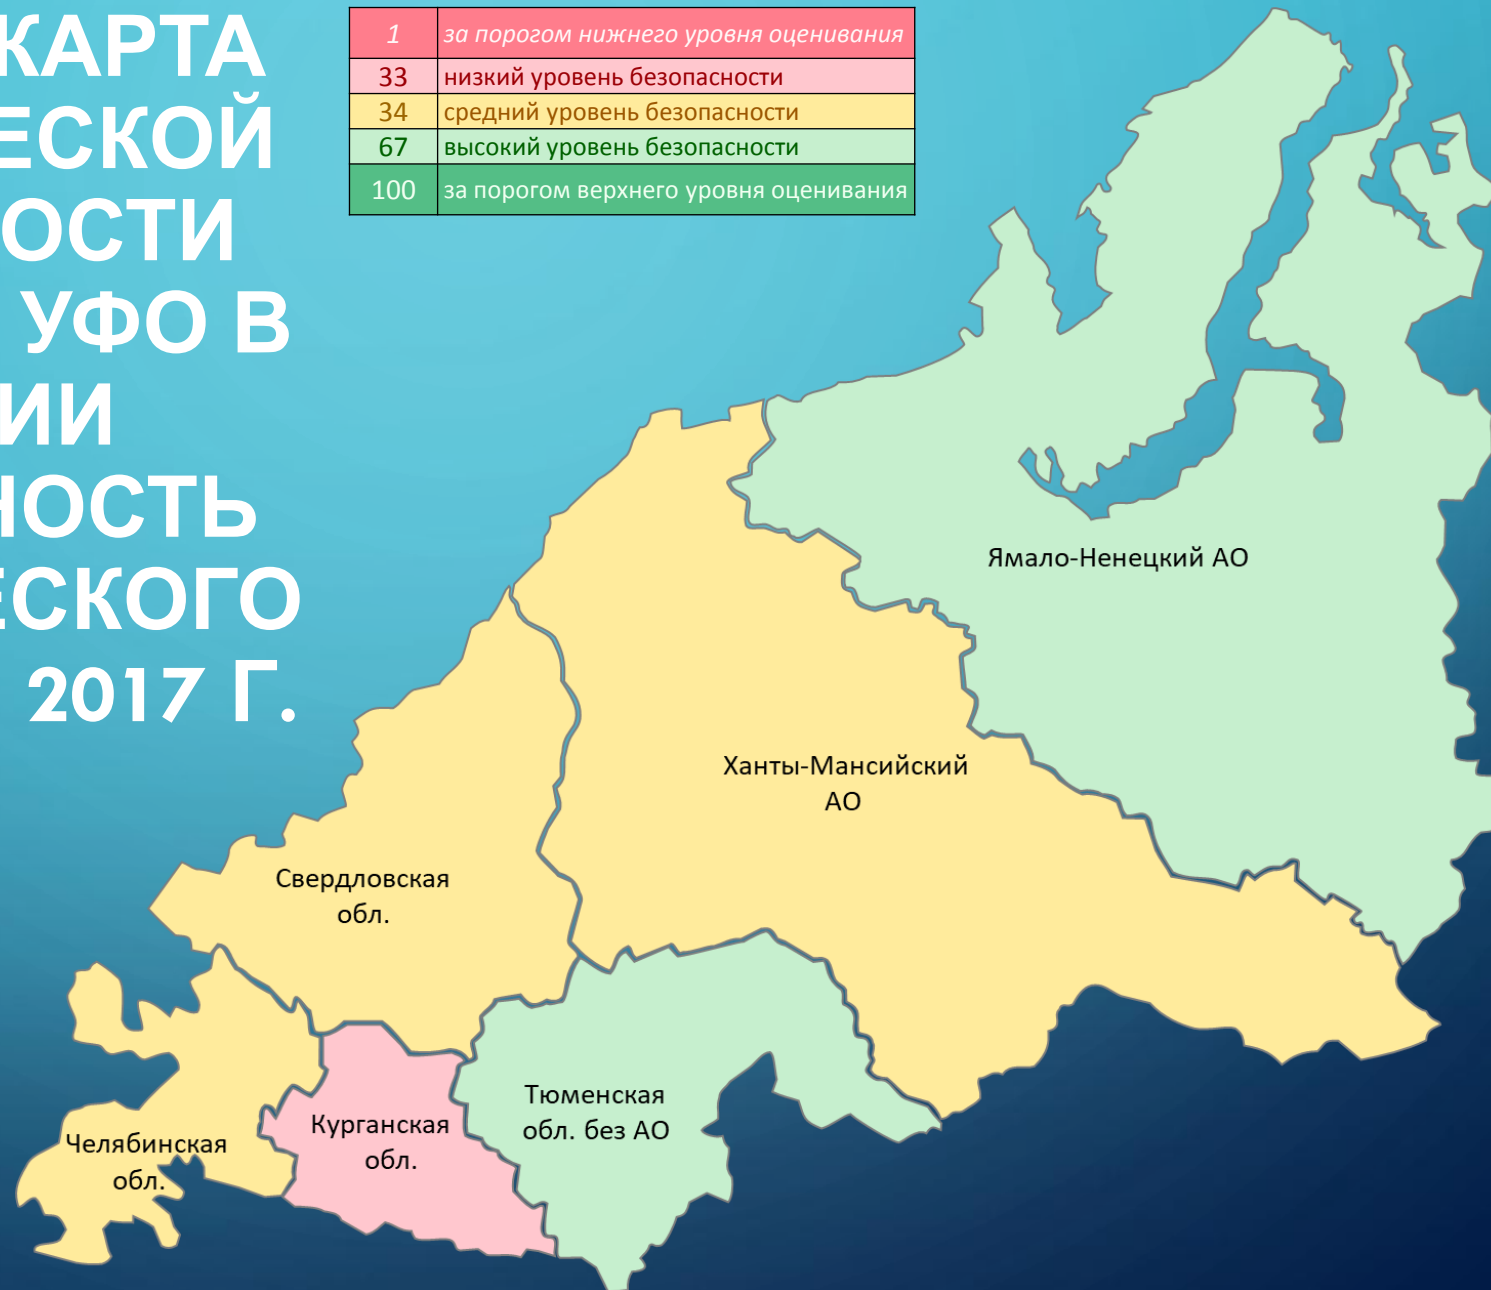 КАРТА
ЕСКОЙ
ОСТИ
УФО В
ИИ
НОСТЬ
ЕСКОГО
2017 Г.
1 за порогом нижнего уровня оценивания
33 низкий уровень безопасности
34 средний уровень безопасности
67 высокий уровень безопасности
100 за порогом верхнего уровня оценивания
Ямало-Ненецкий АО
Ханты-Мансийский
АО
Свердловская
обл.
Тюменская
обл. без АО
Курганская
обл.
Челябинская
обл.